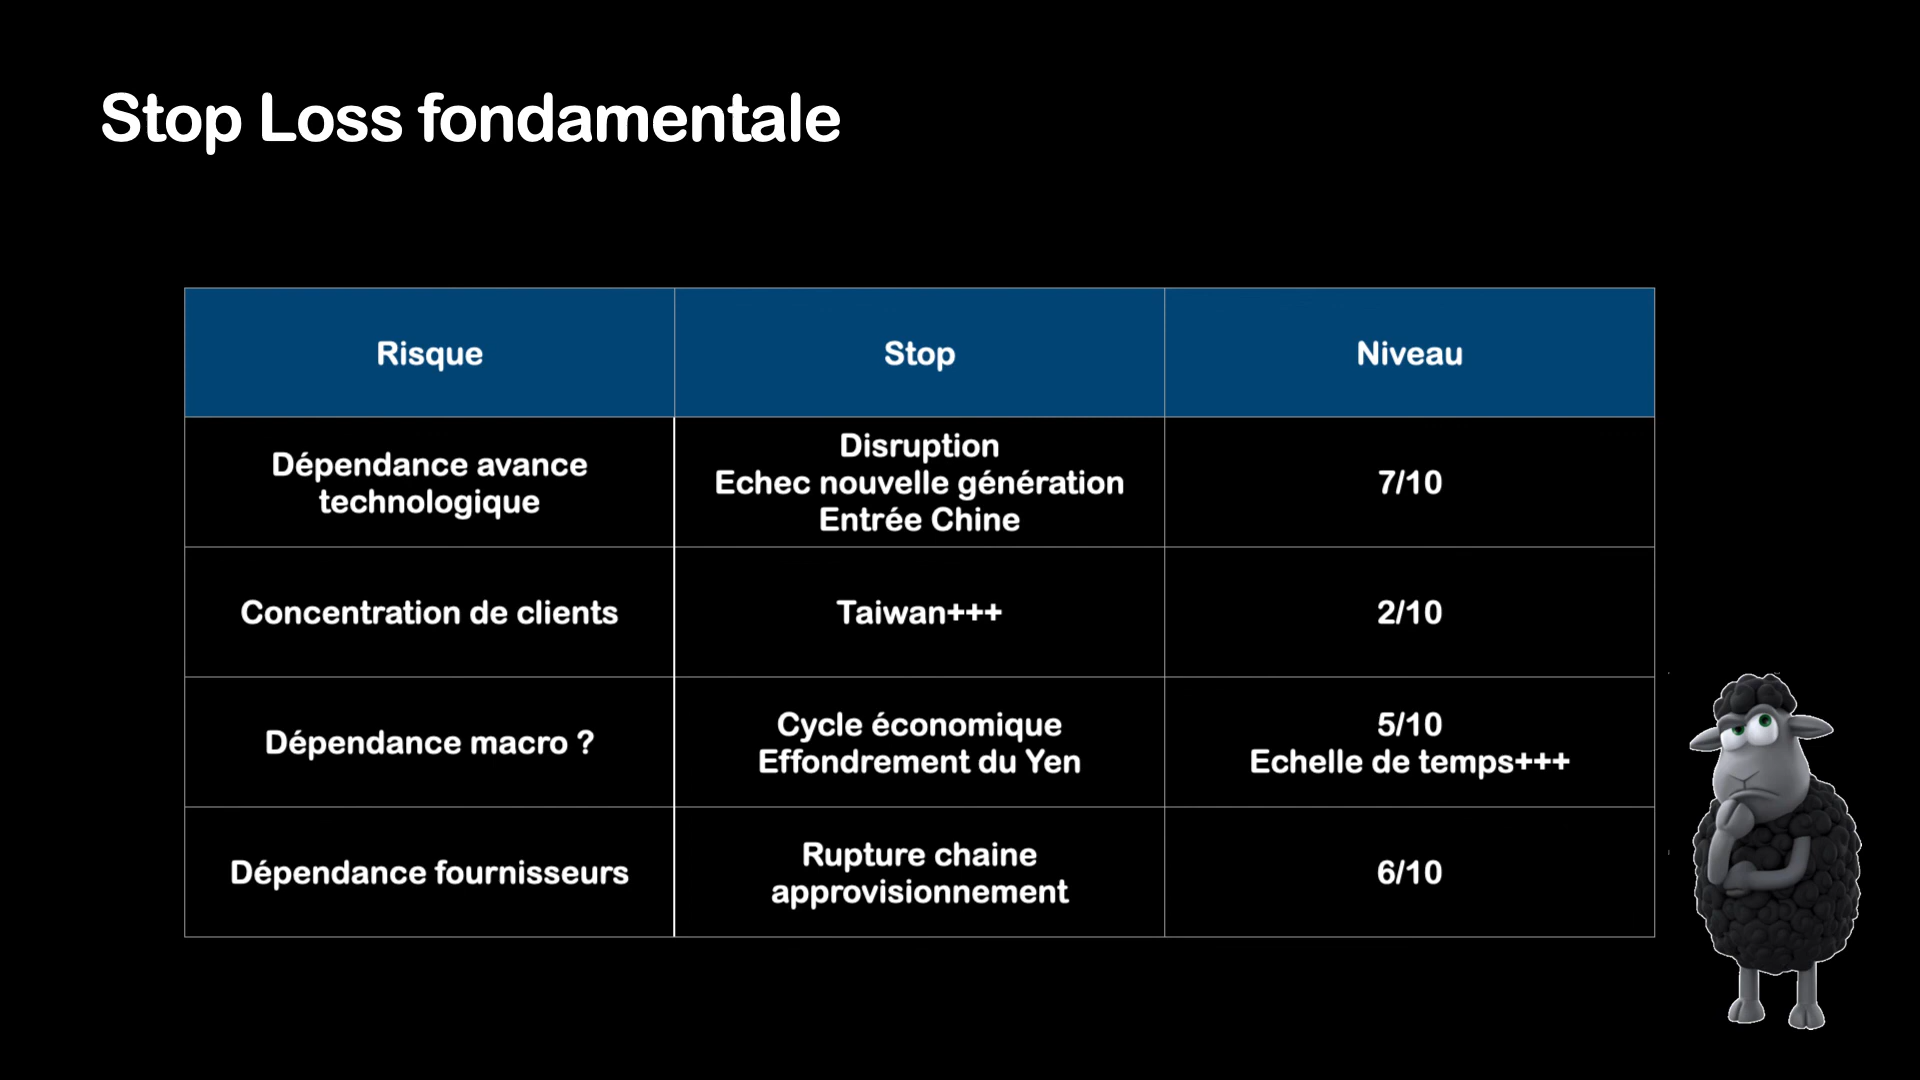 Stop Loss fondamentale
Risque
Stop
Niveau
Dépendance avance
technologique
Disruption
Echec nouvelle génération
Entrée Chine
7/10
Concentration de clients
Taiwan+++
2/10
Dépendance macro ?
Cycle économique
Effondrement du Yen
5/10
Echelle de temps+++
Dépendance fournisseurs
Rupture chaine
approvisionnement
6/10